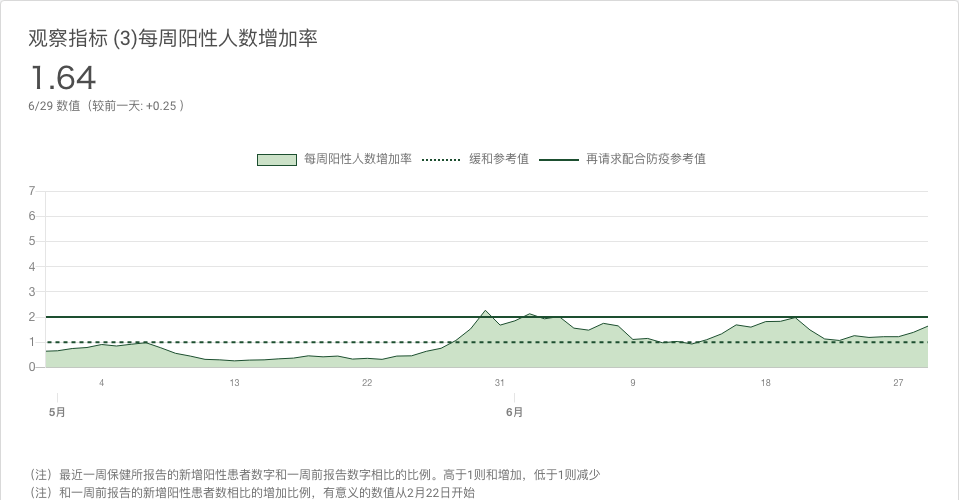 观察指标 (3)每周阳性人数增加率
1.64
6/29 数值（较前一天: +0.25 ）
每周阳性人数增加率 缓和参考值 再请求配合防疫参考值
7
6
5
4
3
2
1
0
4 13 22 31 9 18 27
5月 6月
（注）最近一周保健所报告的新增阳性患者数字和一周前报告数字相比的比例。高于1则和增加，低于1则减少
（注）和一周前报告的新增阳性患者数相比的增加比例，有意义的数值从2月22日开始